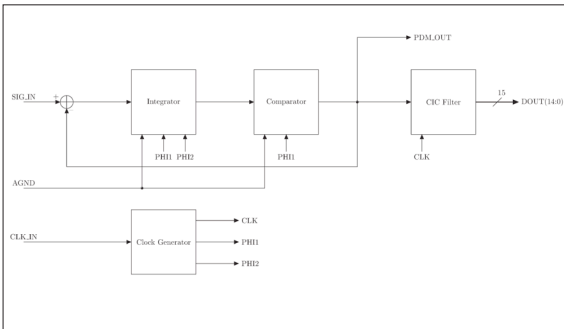 PDM_OUT
15
SIG_IN
+
Integrator
Comparator
CIC Filter
DOUT(14:0)
-
PHI1
PHI2
PHI1
CLK
AGND
CLK
CLK_IN
Clock Generator
PHI1
PHI2